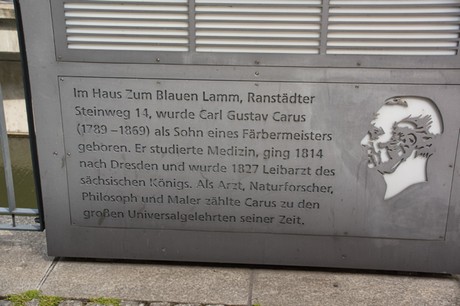 Im Haus Zum Blauen Lamm, Ranstädter
Steinweg 14, wurde Carl Gustav Carus
(1789 –1869) als Sohn eines Färbermeisters
geboren. Er studierte Medizin, ging 1814
nach Dresden und wurde 1827 Leibarzt des
sächsischen Königs. Als Arzt, Naturforscher,
Philosoph und Maler zählte Carus zu den
großen Universalgelehrten seiner Zeit.